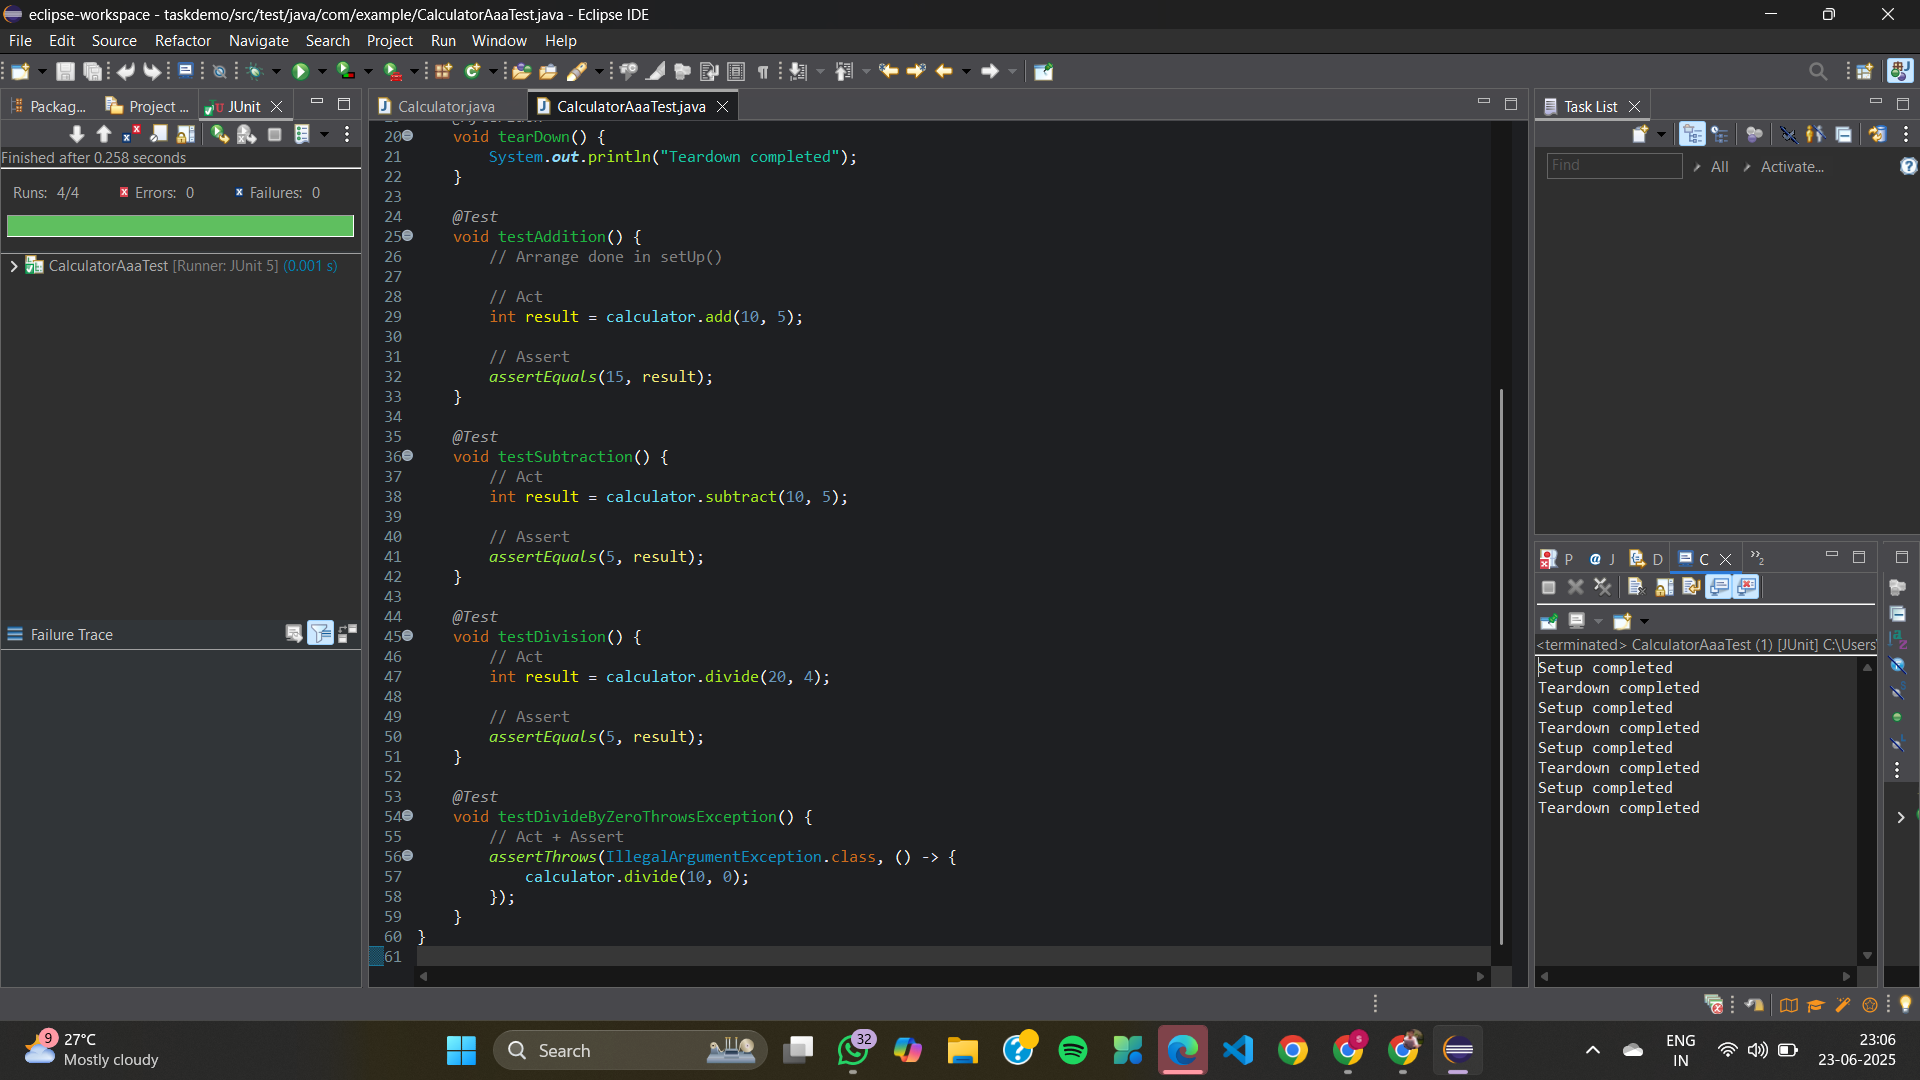 eclipse-workspace - taskdemo/src/test/java/com/example/CalculatorAaaTest.java - Eclipse IDE
File Edit Source Refactor Navigate Search Project Run Window Help
Packag... Project ... JUnit
Finished after 0.258 seconds
Runs: 4/4 Errors: 0 Failures: 0
CalculatorAaaTest [Runner: JUnit 5] (0.001 s)
Failure Trace
Calculator.java CalculatorAaaTest.java
20 void tearDown() {
21 System.out.println("Teardown completed");
22 }
23
24 @Test
25 void testAddition() {
26 // Arrange done in setUp()
27
28 // Act
29 int result = calculator.add(10, 5);
30
31 // Assert
32 assertEquals(15, result);
33 }
34
35 @Test
36 void testSubtraction() {
37 // Act
38 int result = calculator.subtract(10, 5);
39
40 // Assert
41 assertEquals(5, result);
42 }
43
44 @Test
45 void testDivision() {
46 // Act
47 int result = calculator.divide(20, 4);
48
49 // Assert
50 assertEquals(5, result);
51 }
52
53 @Test
54 void testDivideByZeroThrowsException() {
55 // Act + Assert
56 assertThrows(IllegalArgumentException.class, () -> {
57 calculator.divide(10, 0);
58 });
59 }
60 }
61
Task List
Find All Activate...
P J D C
<terminated> CalculatorAaaTest (1) [JUnit] C:\Users
Setup completed
Teardown completed
Setup completed
Teardown completed
Setup completed
Teardown completed
Setup completed
Teardown completed
9
27°C
Mostly cloudy
Search
32
ENG
IN
23:06
23-06-2025